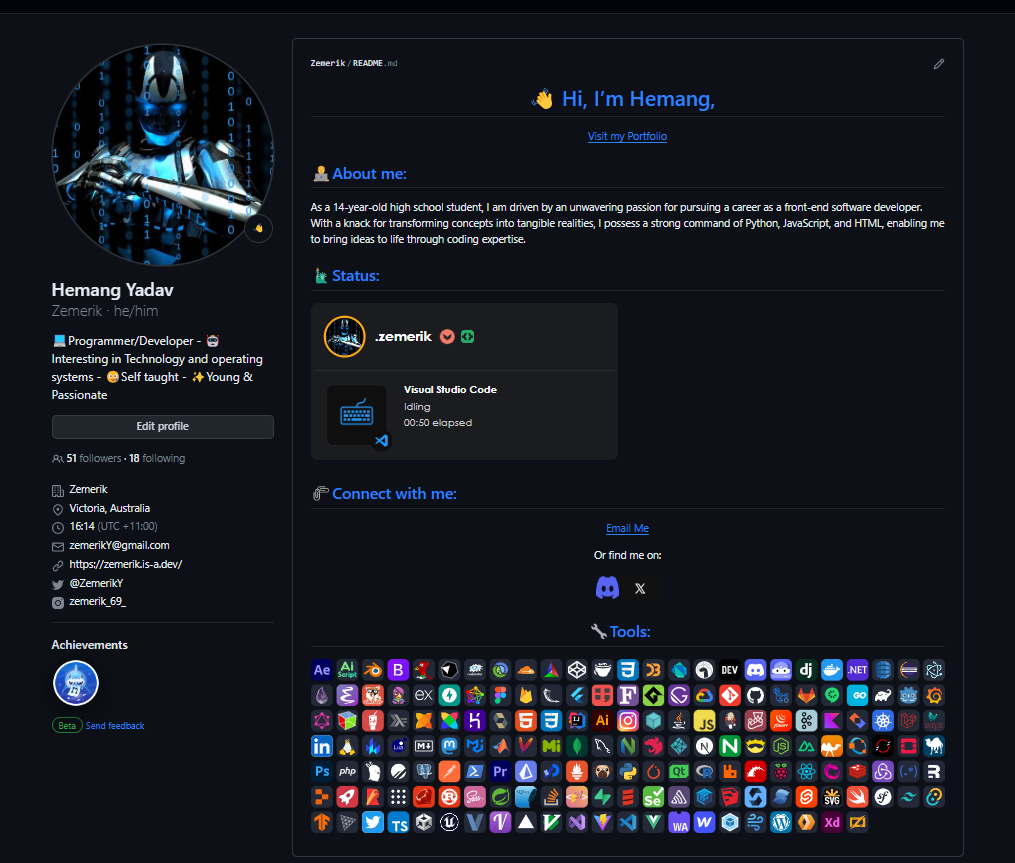 Zemerik/README.md
👋 Hi, I'm Hemang,
Visit my Portfolio
About me:
As a 14-year-old high school student, I am driven by an unwavering passion for pursuing a career as a front-end software developer.
With a knack for transforming concepts into tangible realities, I possess a strong command of Python, JavaScript, and HTML, enabling me
to bring ideas to life through coding expertise.
Status:
.zemerik
Visual Studio Code
Idling
00:50 elapsed
Connect with me:
Email Me
Or find me on:
Tools:
Hemang Yadav
Zemerik · he/him
Programmer/Developer -
Interesting in Technology and operating
systems - Self taught - ✨Young &
Passionate
Edit profile
51 followers · 18 following
Zemerik
Victoria, Australia
16:14 (UTC +11:00)
zemerikY@gmail.com
https://zemerik.is-a.dev/
@ZemerikY
zemerik_69_
Achievements
Beta Send feedback
Ae Ai Script B DEV dj .NET
ex F
Ai JS
in Lua M Mi N N JS
Ps php Pr Qt R
Sass Se SVG sf
TS U V WA W Xd